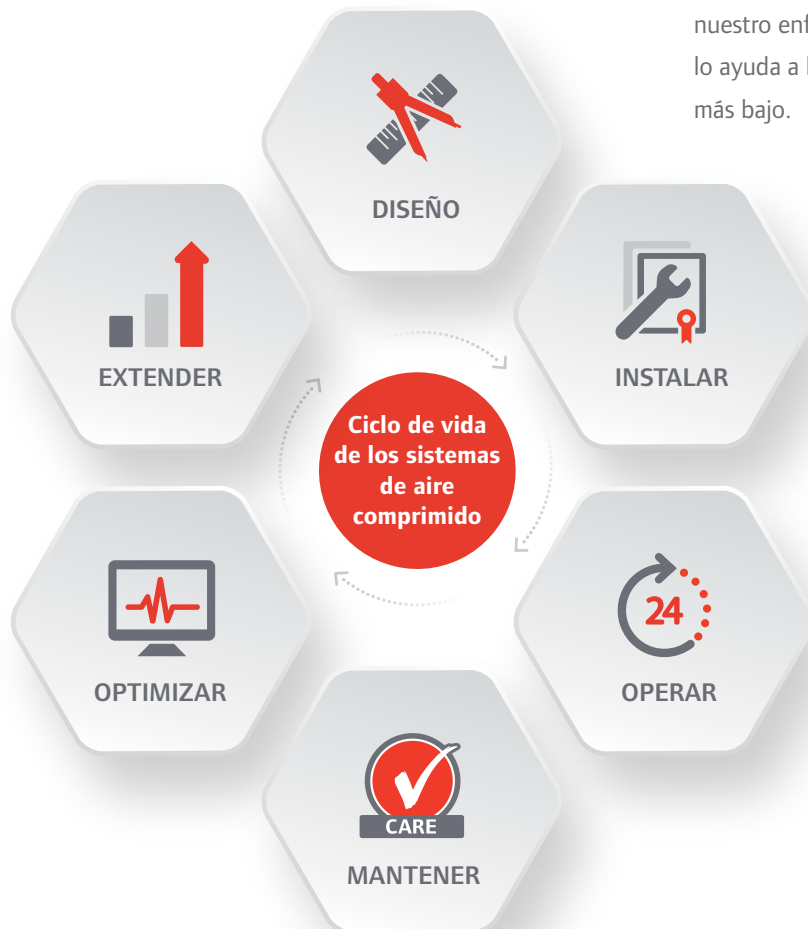 nuestro
lo ayuda a
más bajo.
DISEÑO
EXTENDER
INSTALAR
Ciclo de vida
de los sistemas
de aire
comprimido
24
OPTIMIZAR
OPERAR
CARE
MANTENER